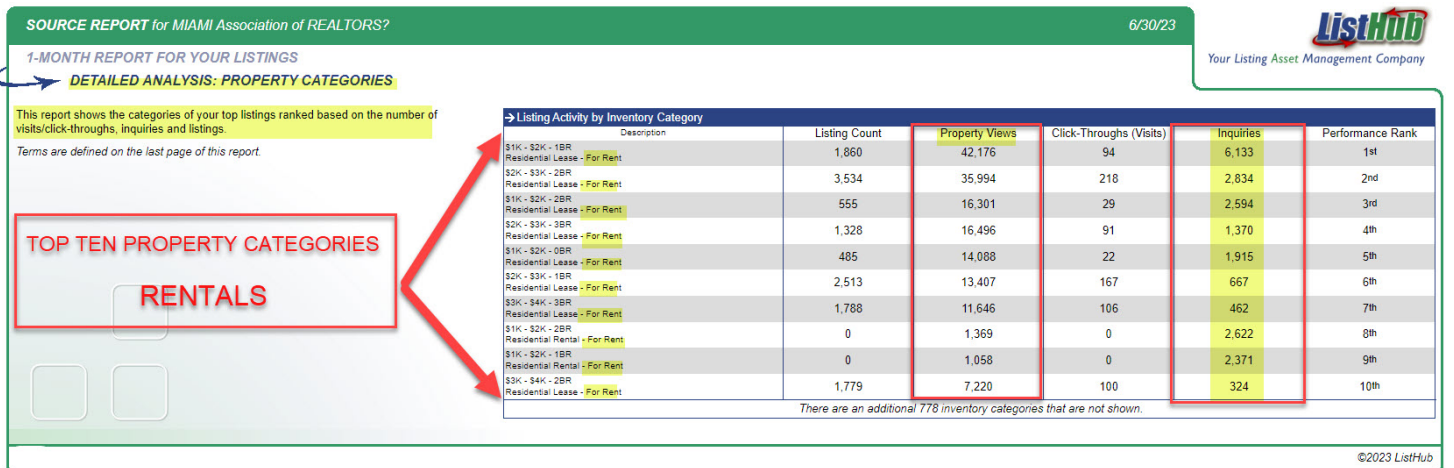 SOURCE REPORT for MIAMI Association of REALTORS?
6/30/23
ListHub
Your Listing Asset Management Company
1-MONTH REPORT FOR YOUR LISTINGS
DETAILED ANALYSIS: PROPERTY CATEGORIES
This report shows the categories of your top listings ranked based on the number of
visits/click-throughs, inquiries and listings.
Terms are defined on the last page of this report.
TOP TEN PROPERTY CATEGORIES
RENTALS
→ Listing Activity by Inventory Category
Description Listing Count Property Views Click-Throughs (Visits) Inquiries Performance Rank
$1K - $2K - 1BR
Residential Lease - For Rent 1,860 42,176 94 6,133 1st
$2K - $3K - 2BR
Residential Lease - For Rent 3,534 35,994 218 2,834 2nd
$1K - $2K - 2BR
Residential Lease - For Rent 555 16,301 29 2,594 3rd
$2K - $3K - 3BR
Residential Lease - For Rent 1,328 16,496 91 1,370 4th
$1K - $2K - 0BR
Residential Lease - For Rent 485 14,088 22 1,915 5th
$2K - $3K - 1BR
Residential Lease - For Rent 2,513 13,407 167 667 6th
$3K - $4K - 3BR
Residential Lease - For Rent 1,788 11,646 106 462 7th
$1K - $2K - 2BR
Residential Rental - For Rent 0 1,369 0 2,622 8th
$1K - $2K - 1BR
Residential Rental - For Rent 0 1,058 0 2,371 9th
$3K - $4K - 2BR
Residential Lease - For Rent 1,779 7,220 100 324 10th
There are an additional 778 inventory categories that are not shown.
©2023 ListHub